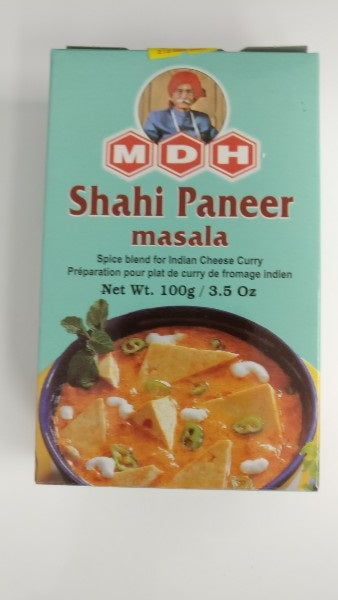 MDH
Shahi Paneer
masala
Spice blend for Indian Cheese Curry
Préparation pour plat de curry de fromage indien
Net Wt. 100g / 3.5 Oz